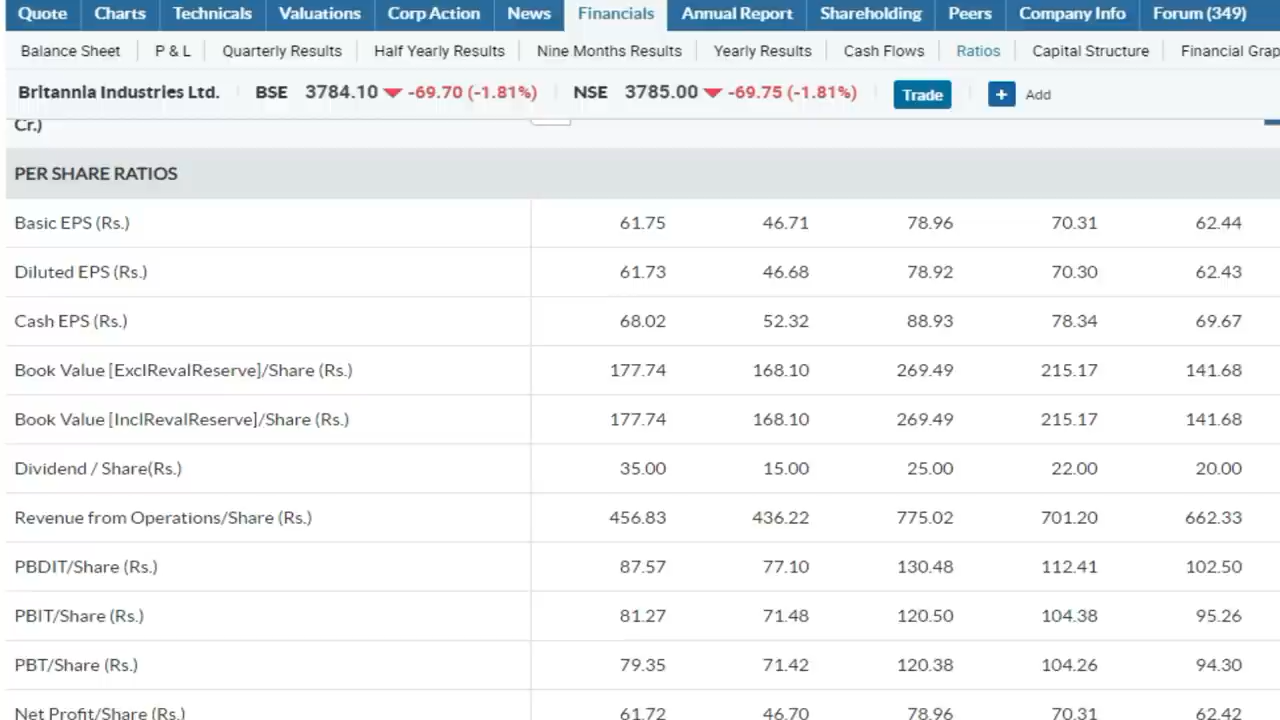 Quote Charts Technicals Valuations Corp Action News Financials Annual Report Shareholding Peers Company Info Forum (349)
Balance Sheet P & L Quarterly Results Half Yearly Results Nine Months Results Yearly Results Cash Flows Ratios Capital Structure Financial Grap
Britannia Industries Ltd. BSE 3784.10 -69.70 (-1.81%) NSE 3785.00 -69.75 (-1.81%) Trade + Add
Cr.)
PER SHARE RATIOS
Basic EPS (Rs.) 61.75 46.71 78.96 70.31 62.44
Diluted EPS (Rs.) 61.73 46.68 78.92 70.30 62.43
Cash EPS (Rs.) 68.02 52.32 88.93 78.34 69.67
Book Value [ExclRevalReserve]/Share (Rs.) 177.74 168.10 269.49 215.17 141.68
Book Value [InclRevalReserve]/Share (Rs.) 177.74 168.10 269.49 215.17 141.68
Dividend / Share(Rs.) 35.00 15.00 25.00 22.00 20.00
Revenue from Operations/Share (Rs.) 456.83 436.22 775.02 701.20 662.33
PBDIT/Share (Rs.) 87.57 77.10 130.48 112.41 102.50
PBIT/Share (Rs.) 81.27 71.48 120.50 104.38 95.26
PBT/Share (Rs.) 79.35 71.42 120.38 104.26 94.30
Net Profit/Share (Rs.) 61.72 46.70 78.96 70.31 62.42